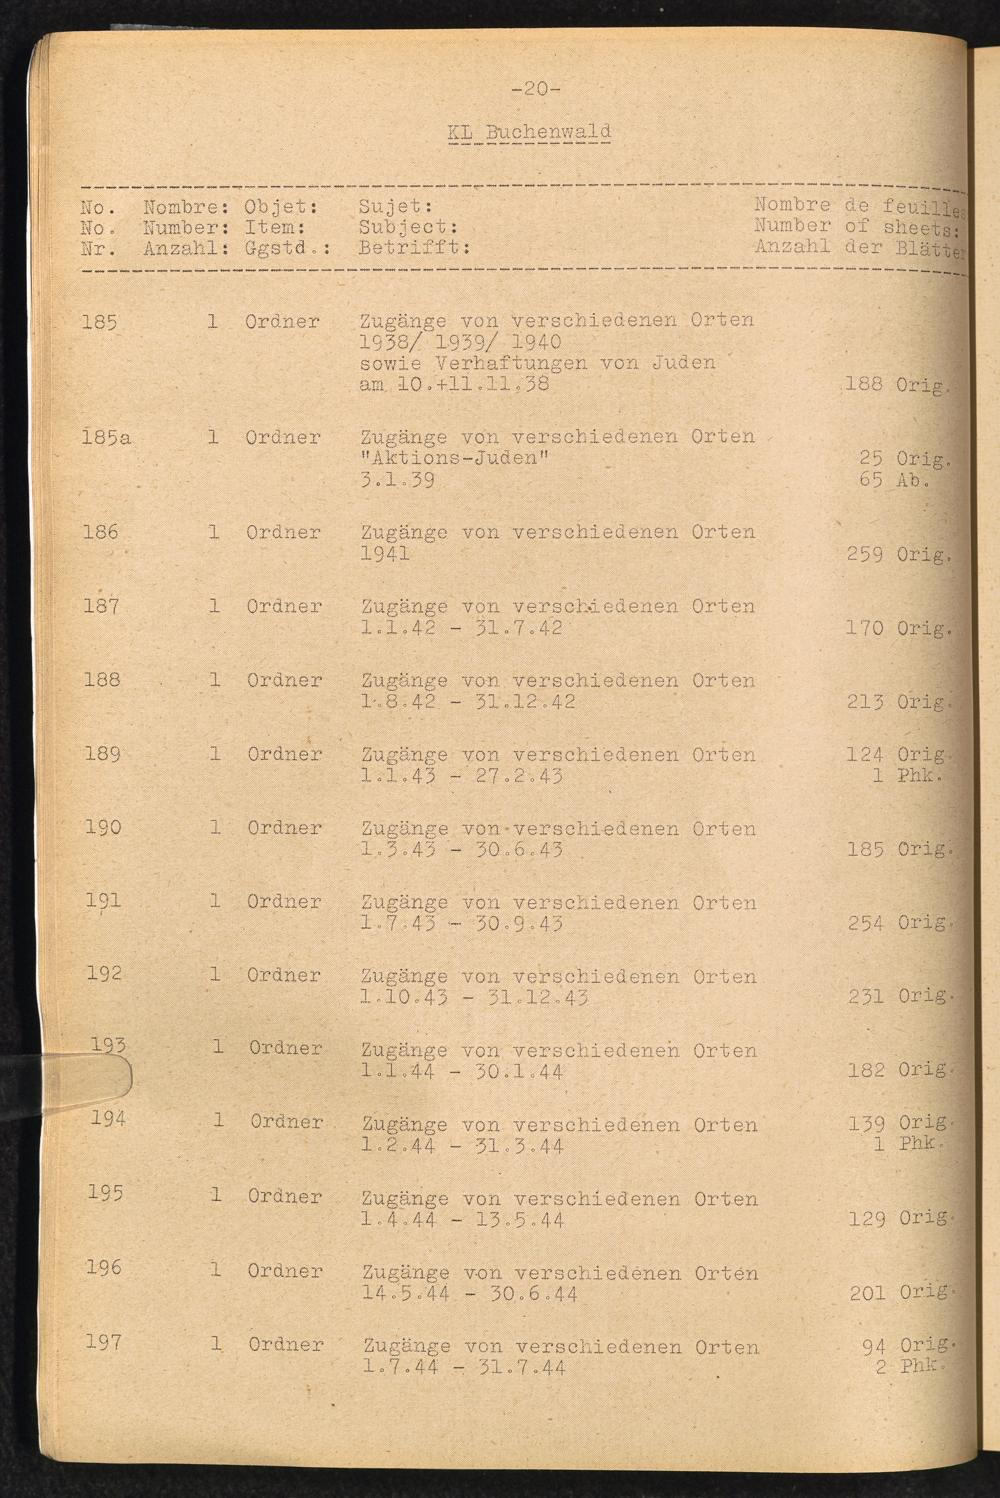 -20-
KL Buchenwald
No. Nombre: Objet: Sujet: Nombre de feuilles
No. Number: Item: Subject: Number of sheets:
Nr. Anzahl: Ggstd.: Betrifft: Anzahl der Blätter
185 1 Ordner Zugänge von verschiedenen Orten
1938/ 1939/ 1940
sowie Verhaftungen von Juden
am 10.+11.11.38 188 Orig.
185a 1 Ordner Zugänge von verschiedenen Orten
"Aktions-Juden" 25 Orig.
3.1.39 65 Ab.
186 1 Ordner Zugänge von verschiedenen Orten
1941 259 Orig.
187 1 Ordner Zugänge von verschiedenen Orten
1.1.42 - 31.7.42 170 Orig.
188 1 Ordner Zugänge von verschiedenen Orten
1.8.42 - 31.12.42 213 Orig.
189 1 Ordner Zugänge von verschiedenen Orten 124 Orig.
1.1.43 - 27.2.43 1 Phk.
190 1 Ordner Zugänge von verschiedenen Orten
1.3.43 - 30.6.43 185 Orig.
191 1 Ordner Zugänge von verschiedenen Orten
1.7.43 - 30.9.43 254 Orig.
192 1 Ordner Zugänge von verschiedenen Orten
1.10.43 - 31.12.43 231 Orig.
193 1 Ordner Zugänge von verschiedenen Orten
1.1.44 - 30.1.44 182 Orig.
194 1 Ordner Zugänge von verschiedenen Orten 139 Orig.
1.2.44 - 31.3.44 1 Phk.
195 1 Ordner Zugänge von verschiedenen Orten
1.4.44 - 13.5.44 129 Orig.
196 1 Ordner Zugänge von verschiedenen Orten
14.5.44 - 30.6.44 201 Orig.
197 1 Ordner Zugänge von verschiedenen Orten 94 Orig.
1.7.44 - 31.7.44 2 Phk.